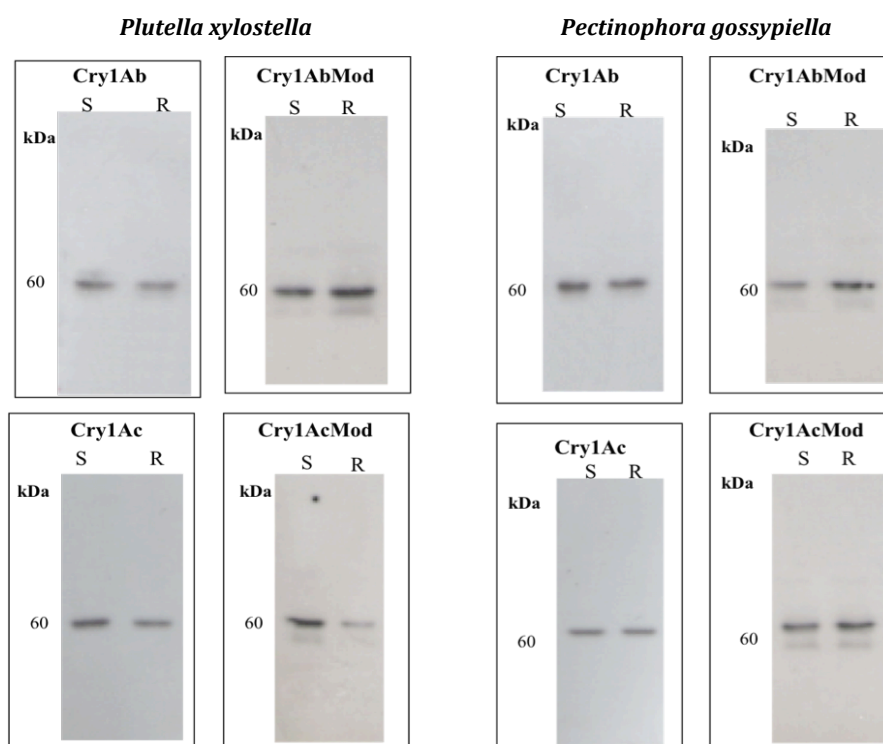 Plutella xylostella
Pectinophora gossypiella
Cry1Ab
S R
kDa
60
Cry1AbMod
S R
kDa
60
Cry1Ab
S R
kDa
60
Cry1AbMod
S R
kDa
60
Cry1Ac
S R
kDa
60
Cry1AcMod
S R
kDa
60
Cry1Ac
S R
kDa
60
Cry1AcMod
S R
kDa
60